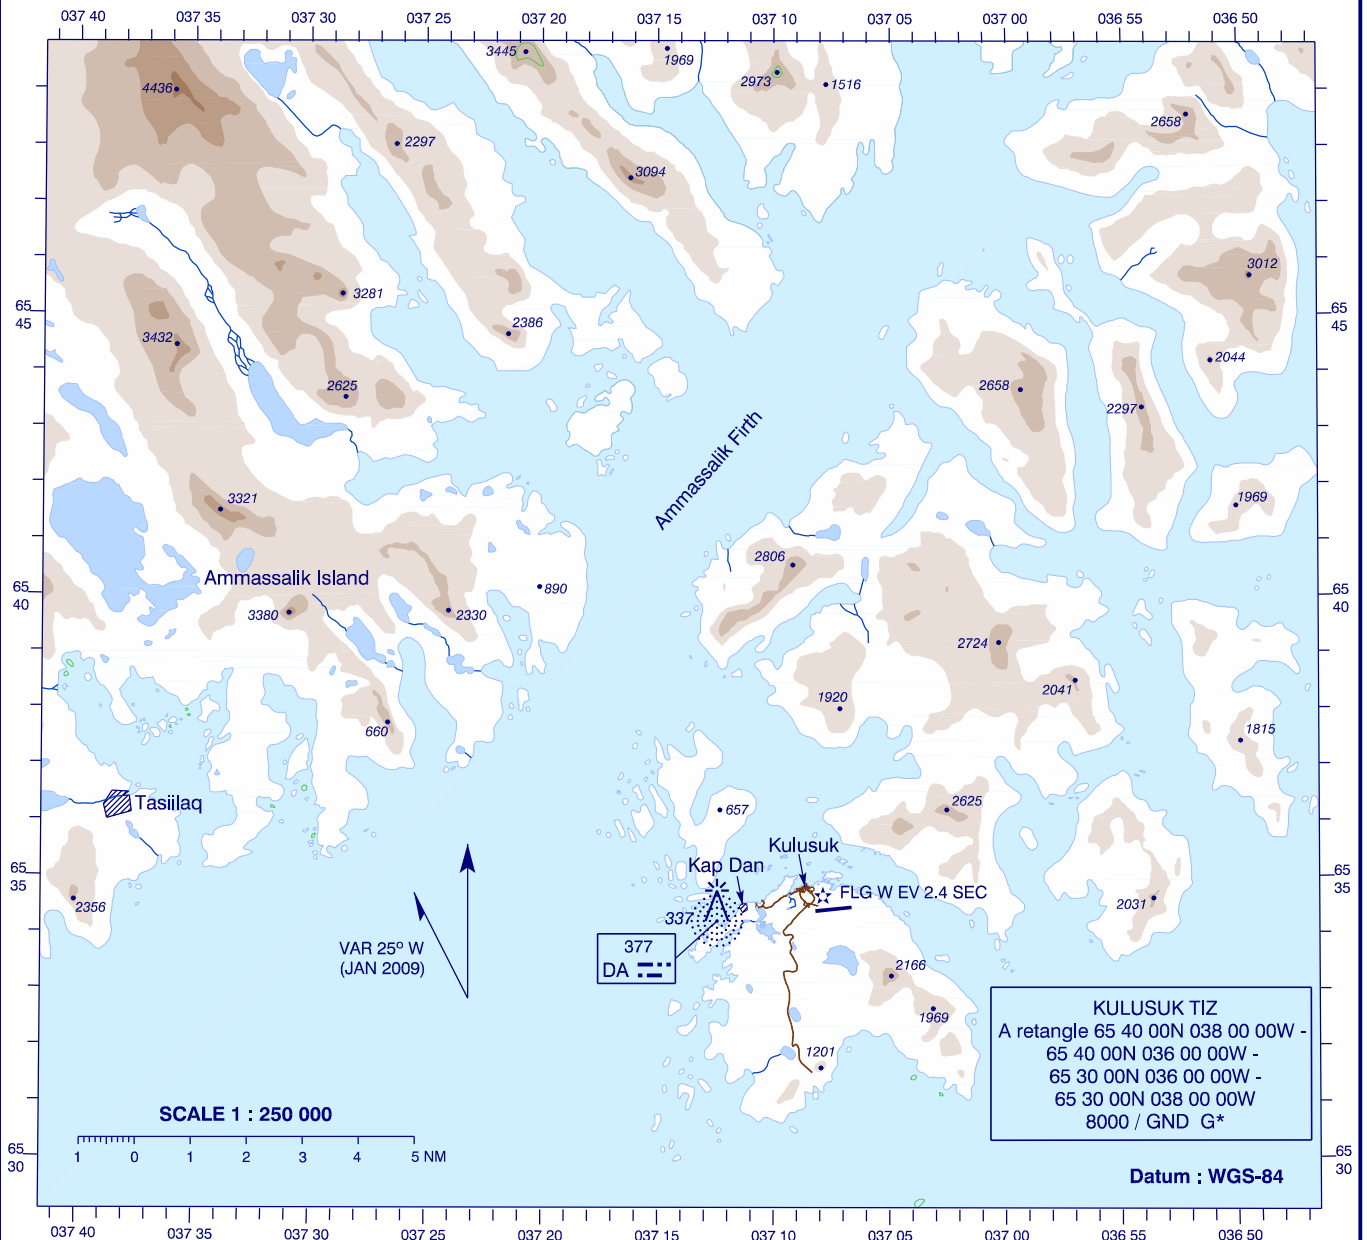 037 40 037 35 037 30 037 25 037 20 037 15 037 10 037 05 037 00 036 55 036 50
3445
1969
2973
1516
4436
2658
2297
3094
3012
3281
65
45
65
45
2386
3432
2044
2625
2658
2297
Ammassalik Firth
3321
1969
2806
Ammassalik Island
890
65
40
65
40
3380
2330
2724
2041
1920
660
1815
Tasiilaq
657
2625
Kulusuk
Kap Dan
65
35
65
35
FLG W EV 2.4 SEC
2356
2031
337
377
DA
VAR 25º W
(JAN 2009)
2166
1969
1201
KULUSUK TIZ
A retangle 65 40 00N 038 00 00W -
65 40 00N 036 00 00W -
65 30 00N 036 00 00W -
65 30 00N 038 00 00W
8000 / GND G*
SCALE 1 : 250 000
1 0 1 2 3 4 5 NM
65
30
65
30
Datum : WGS-84
037 40 037 35 037 30 037 25 037 20 037 15 037 10 037 05 037 00 036 55 036 50